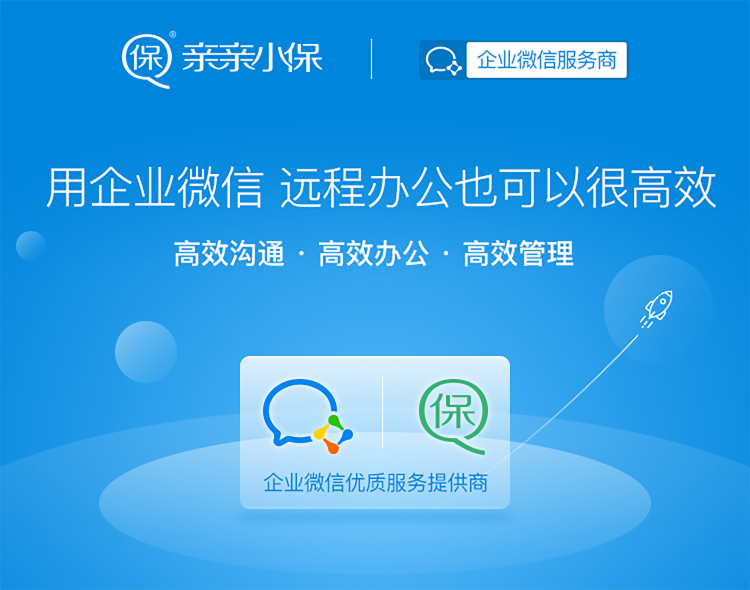 保® 亲亲小保 企业微信服务商
用企业微信 远程办公也可以很高效
高效沟通 · 高效办公 · 高效管理
保
企业微信优质服务提供商